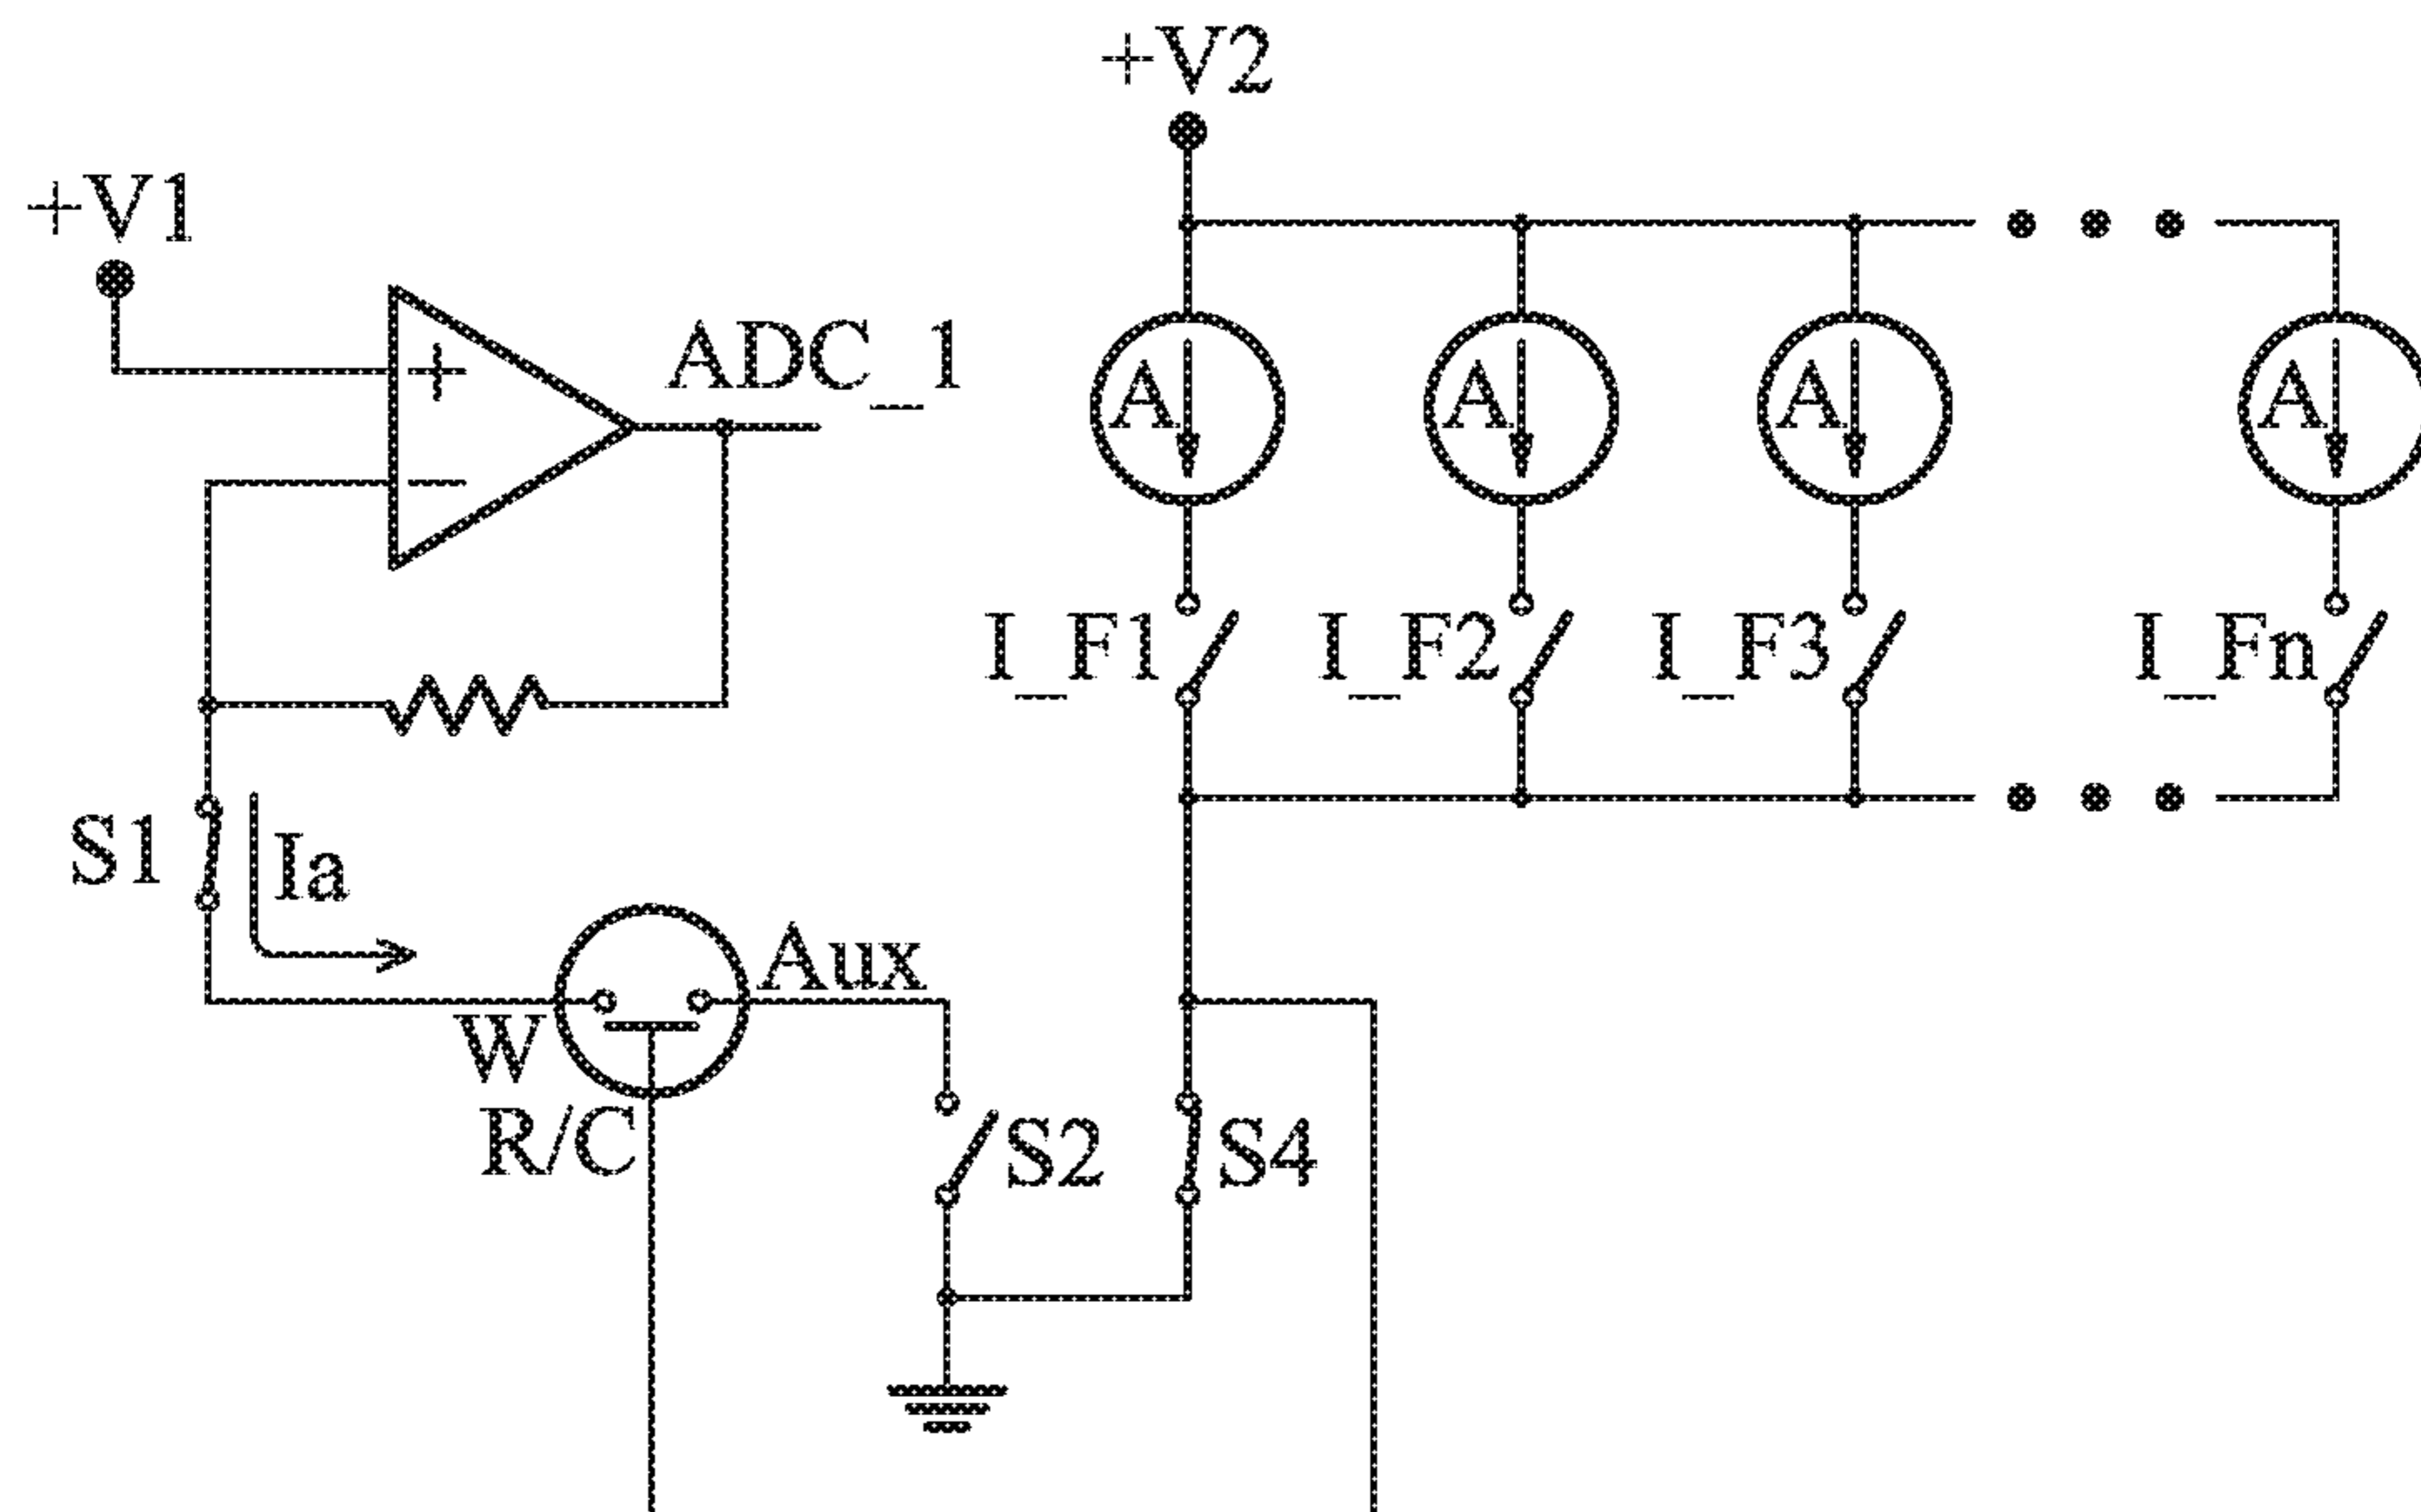 +V2
+V1
ADC_1
+
−
A
A
A
A
I_F1
I_F2
I_F3
I_Fn
S1
Ia
Aux
W
R/C
S2
S4